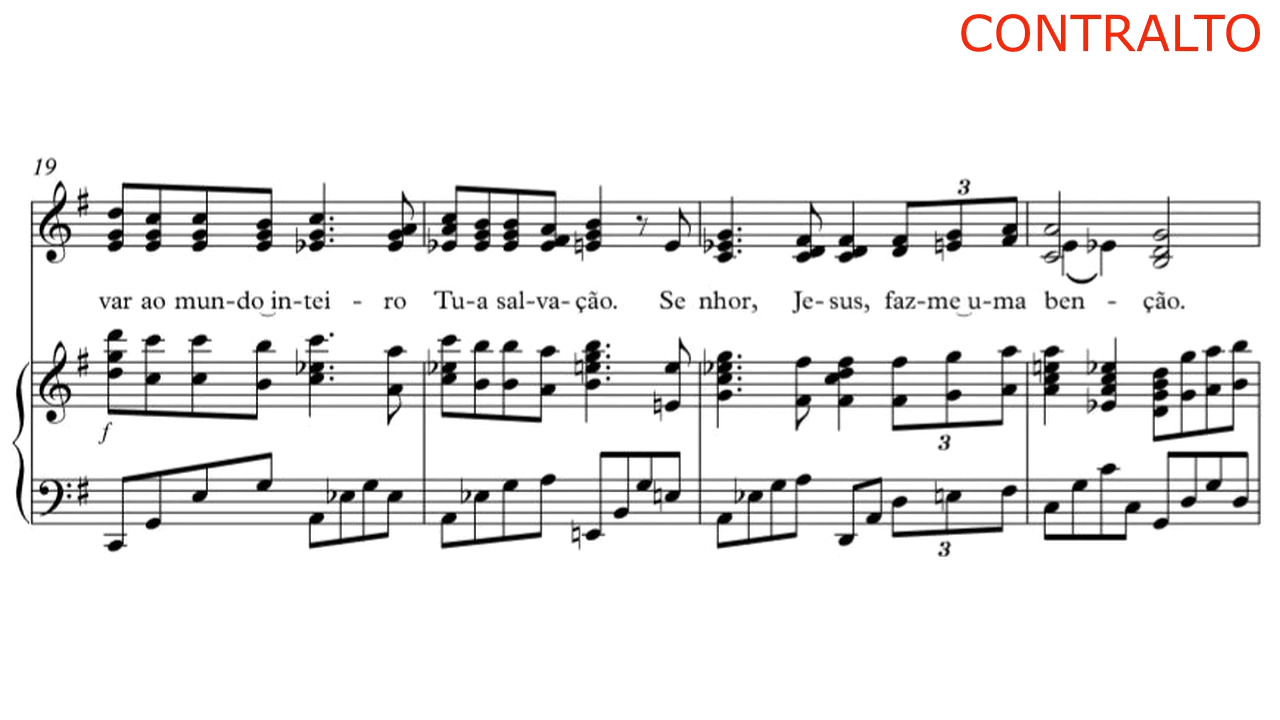 CONTRALTO
19
3
var ao mun-do in-tei - ro Tu-a sal-va-ção. Se nhor, Je-sus, faz-me u-ma ben - ção.
f
3
3